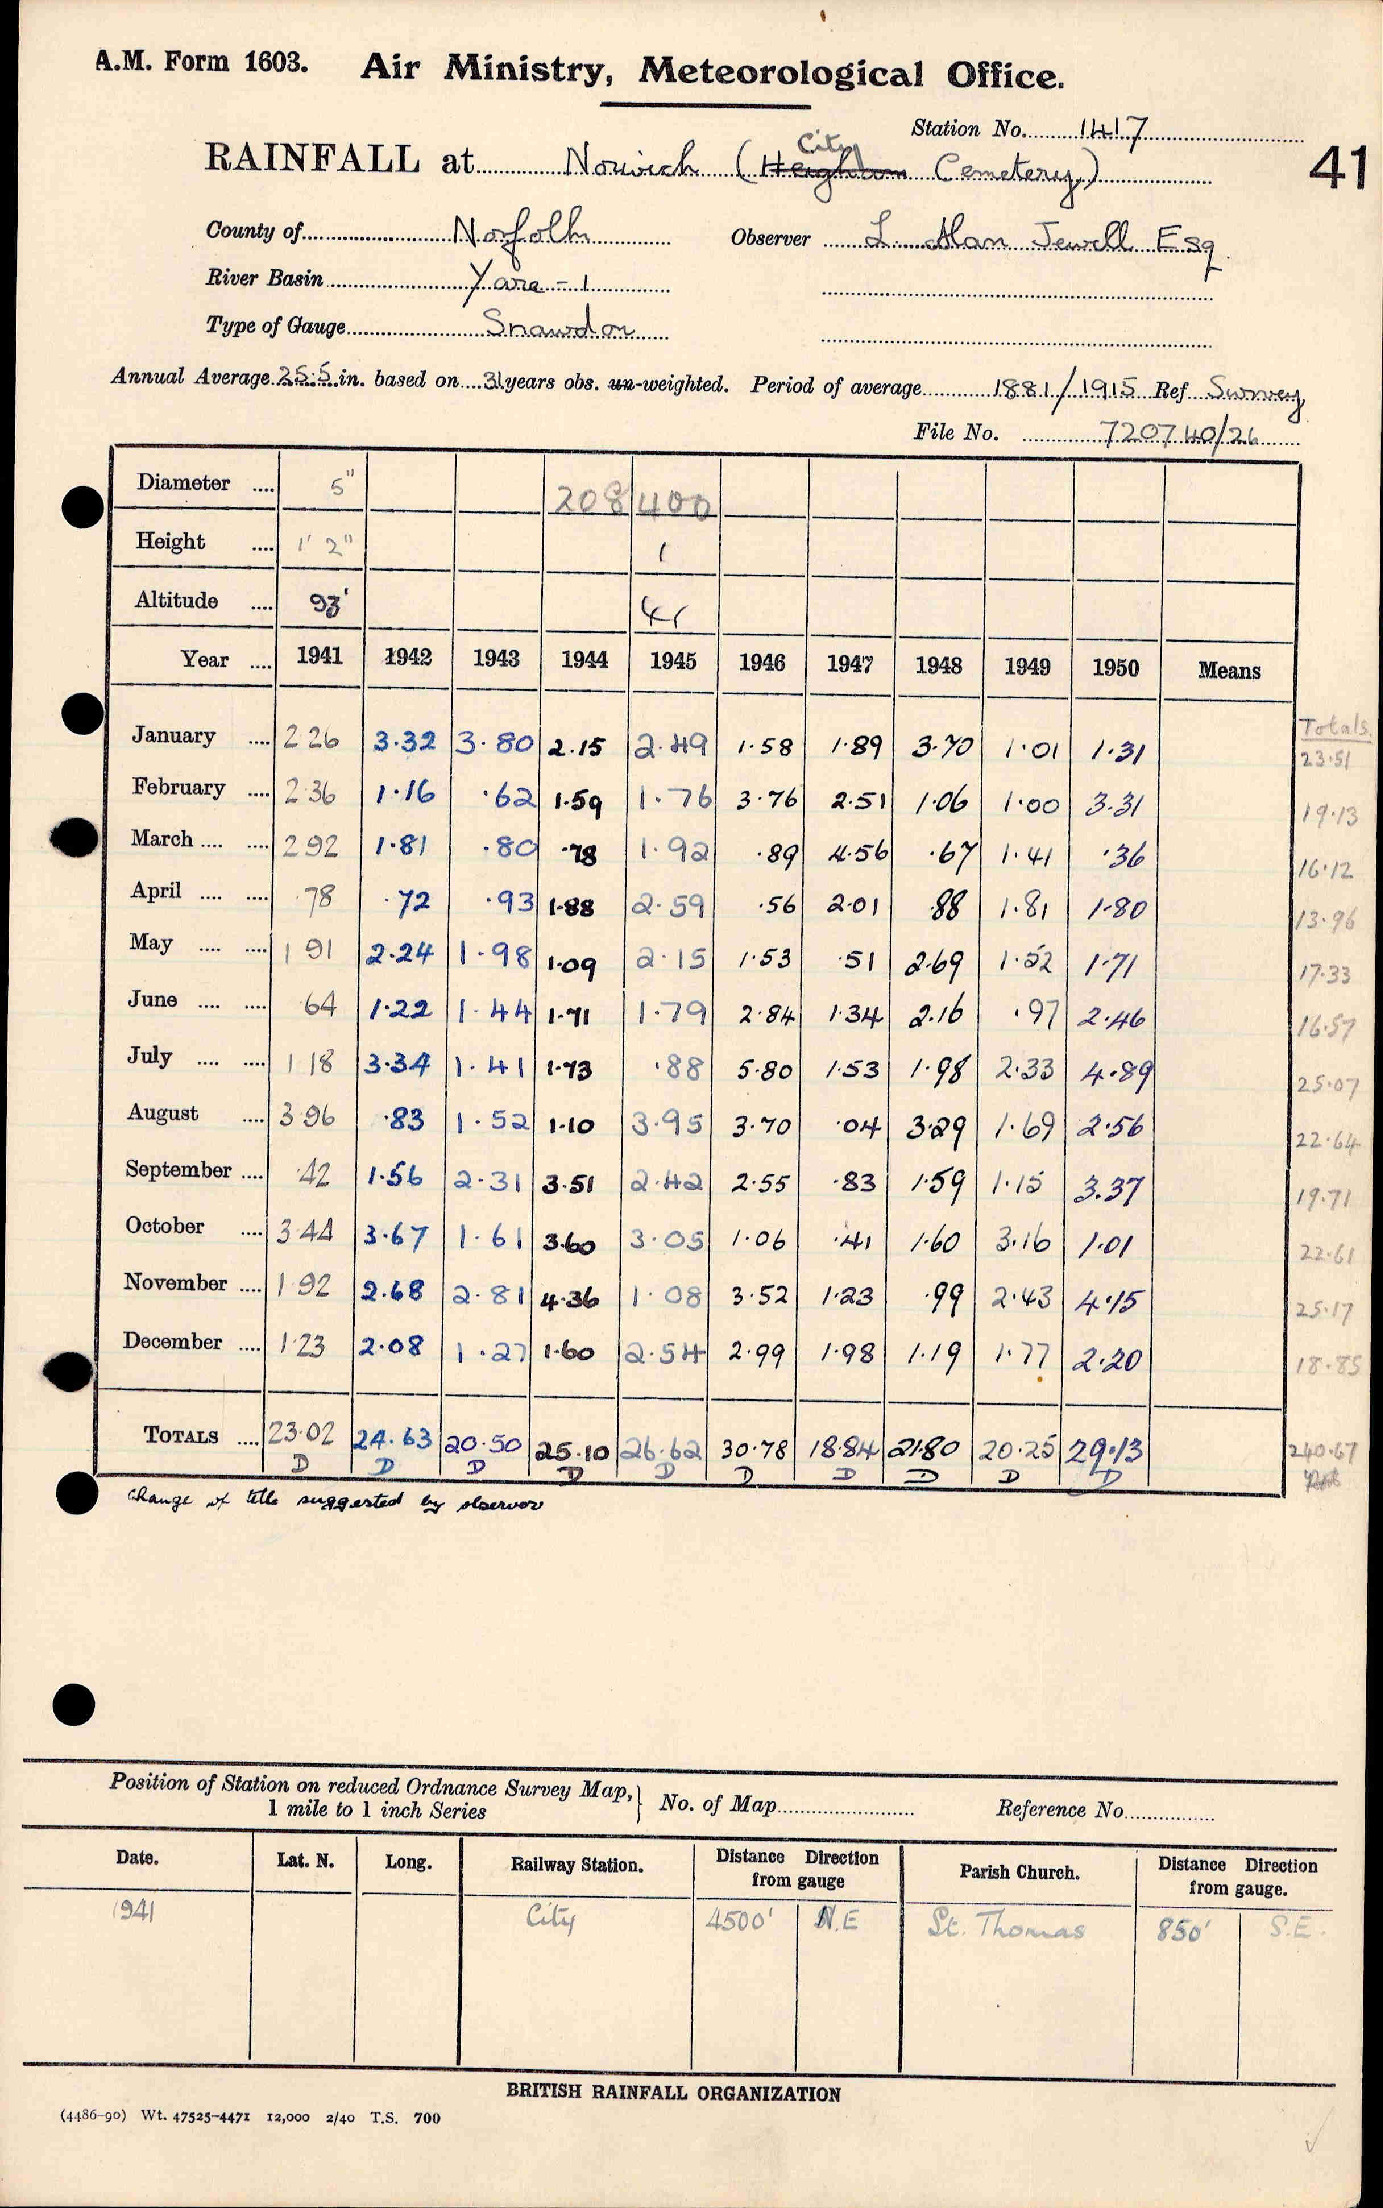 A.M. Form 1603. Air Ministry, Meteorological Office.
Station No. 1417
41
City
RAINFALL at Norwich (Heigham Cemetery)
County of Norfolk Observer L. Alan Jewell Esq
River Basin Yare - 1
Type of Gauge Snowdon
Annual Average 25.5 in. based on 31 years obs. un-weighted. Period of average 1881/1915 Ref Survey
File No. 720740/26
Diameter .... 5" 208400
Height .... 1' 2" 1
Altitude .... 93' 41
Year .... 1941 1942 1943 1944 1945 1946 1947 1948 1949 1950 Means
Totals
January .... 2 26 3.32 3.80 2.15 2.49 1.58 1.89 3.70 1.01 1.31 23.51
February .... 2.36 1.16 .62 1.59 1.76 3.76 2.51 1.06 1.00 3.31 19.13
March .... .... 2 92 1.81 .80 .78 1.92 .89 4.56 .67 1.41 .36 16.12
April .... .... .78 .72 .93 1.88 2.59 .56 2.01 .88 1.81 1.80 13.96
May .... .... 1 91 2.24 1.98 1.09 2.15 1.53 .51 2.69 1.52 1.71 17.33
June .... .... .64 1.22 1.44 1.71 1.79 2.84 1.34 2.16 .97 2.46 16.57
July .... .... 1 18 3.34 1.41 1.73 .88 5.80 1.53 1.98 2.33 4.89 25.07
August .... 3 96 .83 1.52 1.10 3.95 3.70 .04 3.29 1.69 2.56 22.64
September .... .42 1.56 2.31 3.51 2.42 2.55 .83 1.59 1.15 3.37 19.71
October .... 3 44 3.67 1.61 3.60 3.05 1.06 .41 1.60 3.16 1.01 22.61
November .... 1.92 2.68 2.81 4.36 1.08 3.52 1.23 .99 2.43 4.15 25.17
December .... 1.23 2.08 1.27 1.60 2.54 2.99 1.98 1.19 1.77 2.20 18.85
TOTALS .... 23.02 24.63 20.50 25.10 26.62 30.78 18.84 21.80 20.25 29.13 240.67
D D D D D D D D D D
Change of title suggested by observer
Position of Station on reduced Ordnance Survey Map, } No. of Map Reference No.
1 mile to 1 inch Series
Date. Lat. N. Long. Railway Station. Distance Direction from gauge Parish Church. Distance Direction from gauge.
1941 City 4500' N.E St. Thomas 850' S.E.
BRITISH RAINFALL ORGANIZATION
(4486-90) Wt. 47525-4471 12,000 2/40 T.S. 700